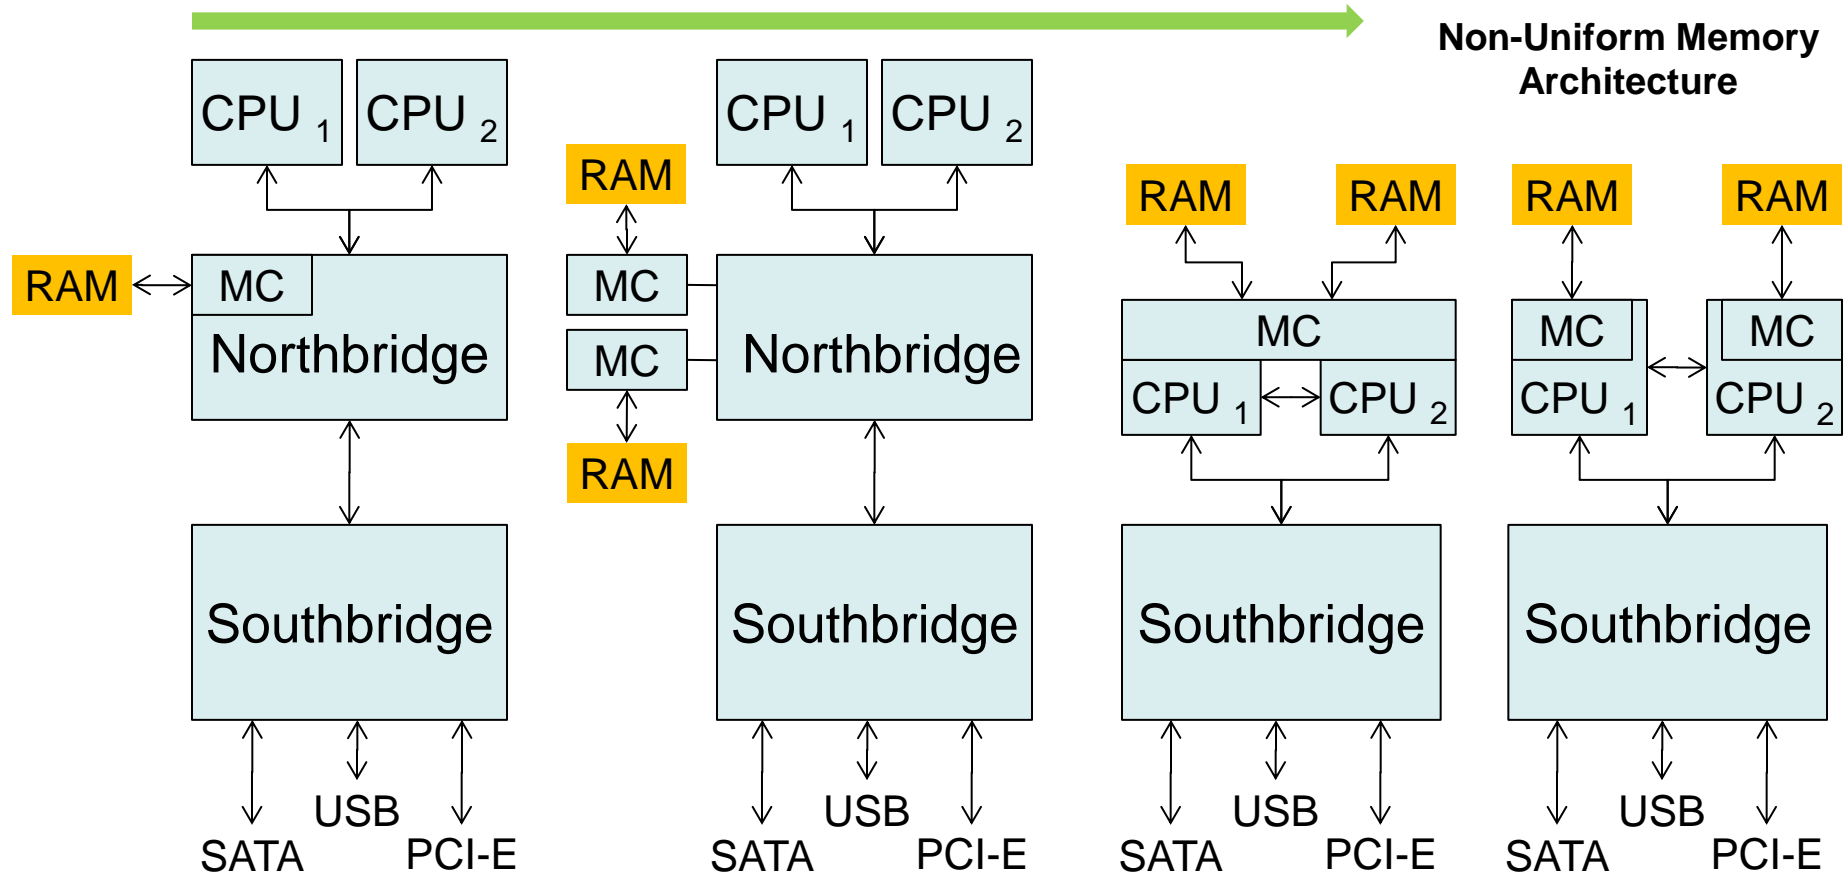 Non-Uniform Memory
Architecture
CPU 1
CPU 2
RAM
MC
Northbridge
Southbridge
SATA
USB
PCI-E
CPU 1
CPU 2
RAM
MC
MC
RAM
Northbridge
Southbridge
SATA
USB
PCI-E
RAM
RAM
MC
CPU 1
CPU 2
Southbridge
SATA
USB
PCI-E
RAM
RAM
MC
MC
CPU 1
CPU 2
Southbridge
SATA
USB
PCI-E